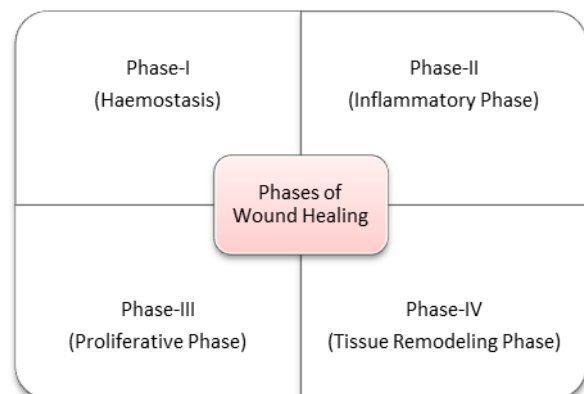 Phase-I
(Haemostasis)
Phase-II
(Inflammatory Phase)
Phases of
Wound Healing
Phase-III
(Proliferative Phase)
Phase-IV
(Tissue Remodeling Phase)